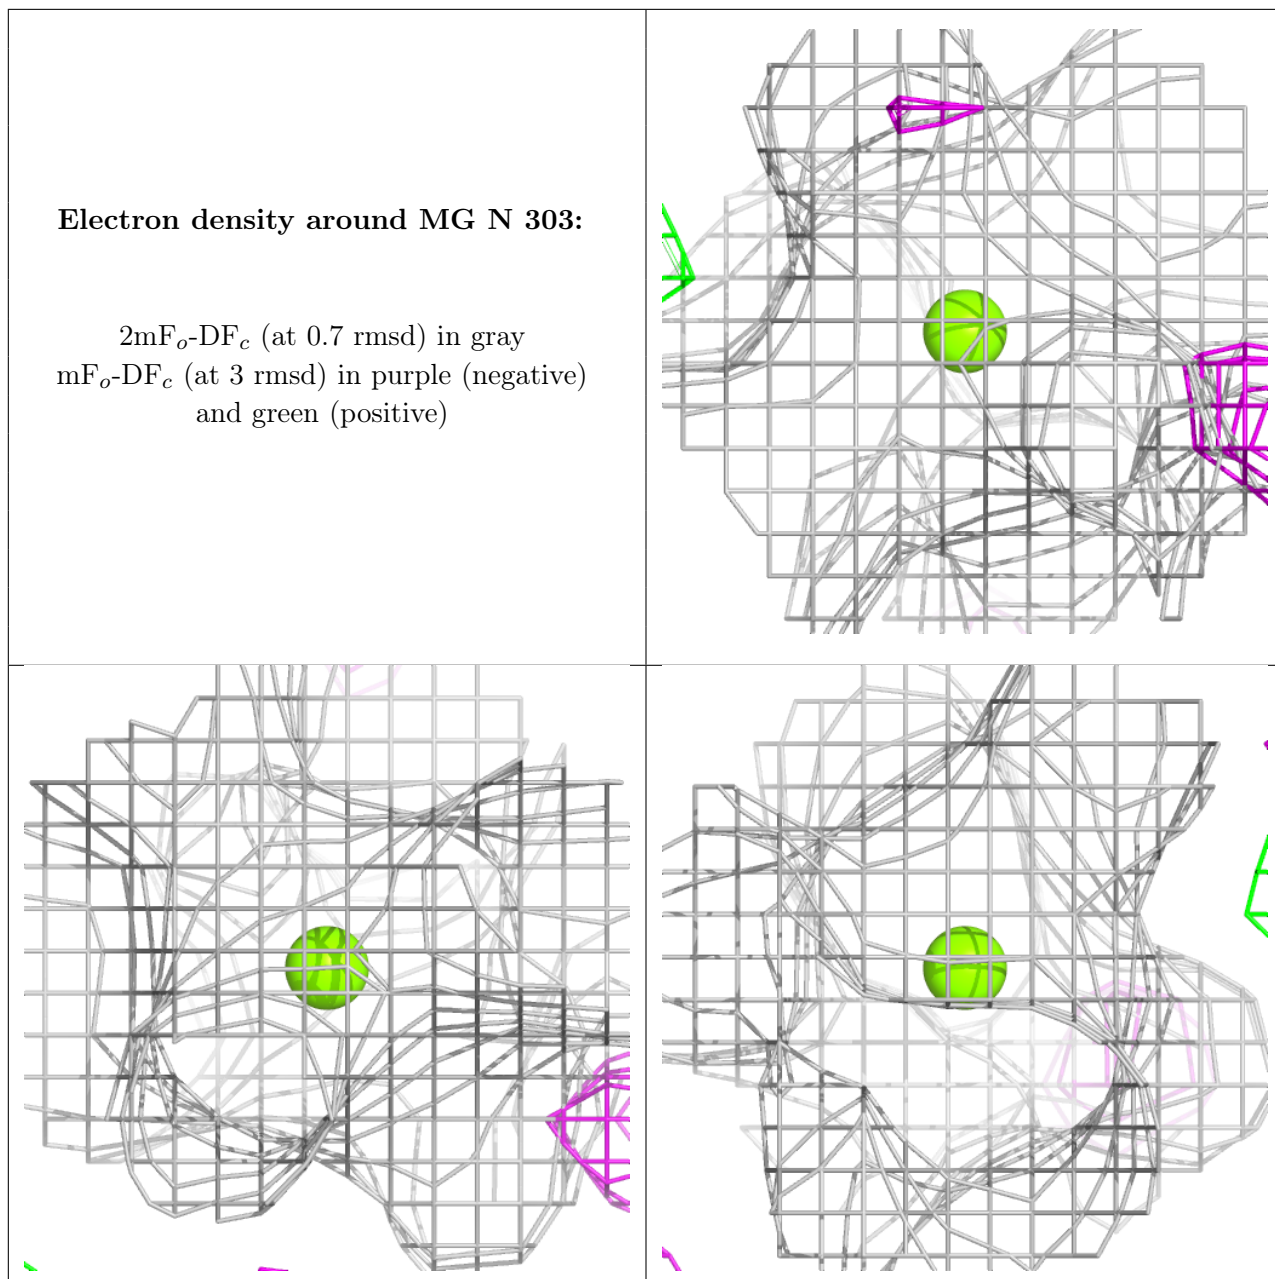 Electron density around MG N 303:
2mFo-DFc (at 0.7 rmsd) in gray
mFo-DFc (at 3 rmsd) in purple (negative)
and green (positive)